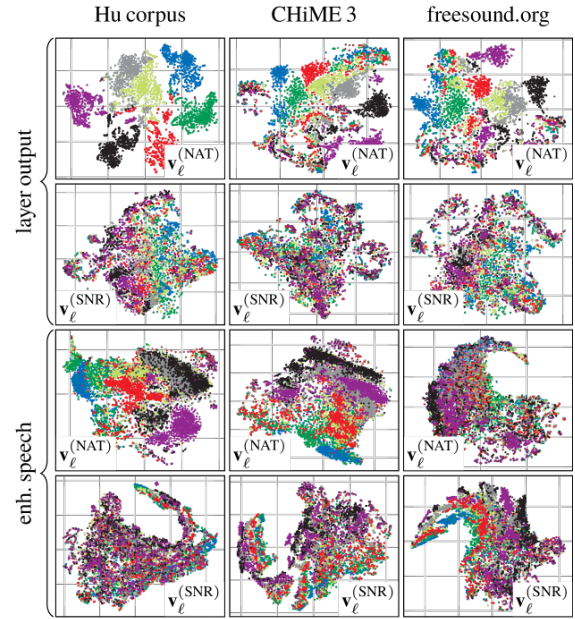 Hu corpus CHiME 3 freesound.org
layer output
v_ℓ^(NAT) v_ℓ^(NAT) v_ℓ^(NAT)
v_ℓ^(SNR) v_ℓ^(SNR) v_ℓ^(SNR)
enh. speech
v_ℓ^(NAT) v_ℓ^(NAT) v_ℓ^(NAT)
v_ℓ^(SNR) v_ℓ^(SNR) v_ℓ^(SNR)